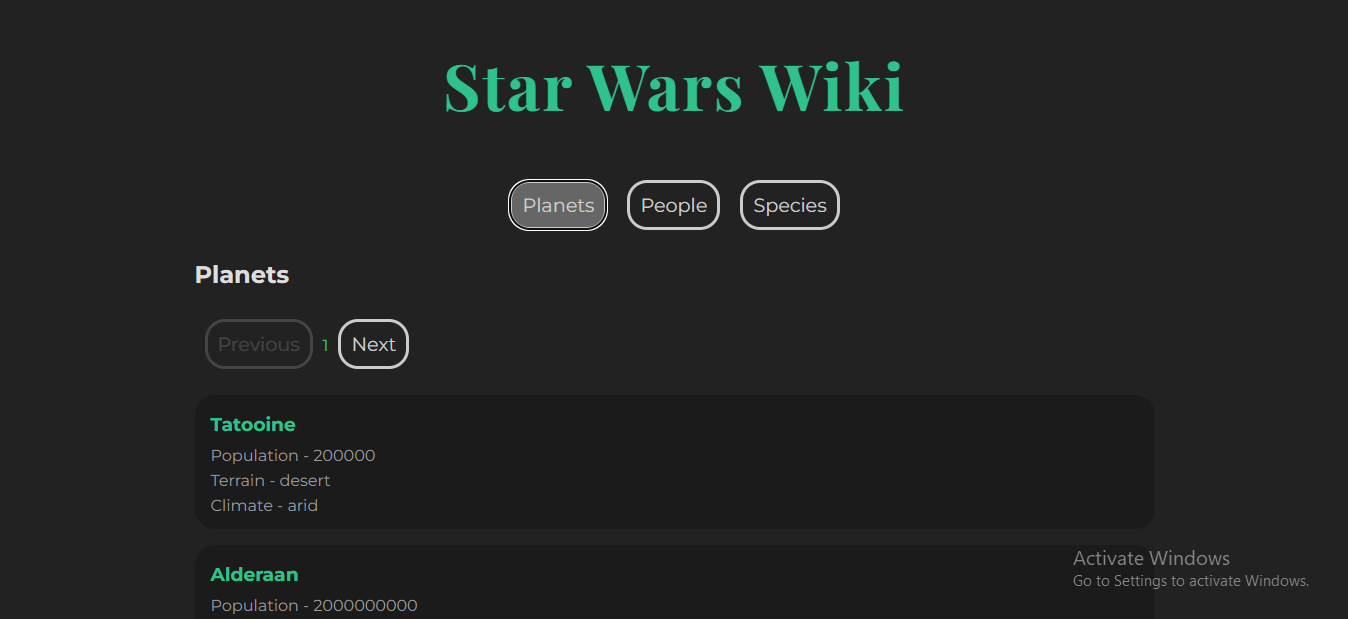 Star Wars Wiki
Planets People Species
Planets
Previous 1 Next
Tatooine
Population - 200000
Terrain - desert
Climate - arid
Alderaan
Population - 2000000000
Activate Windows
Go to Settings to activate Windows.